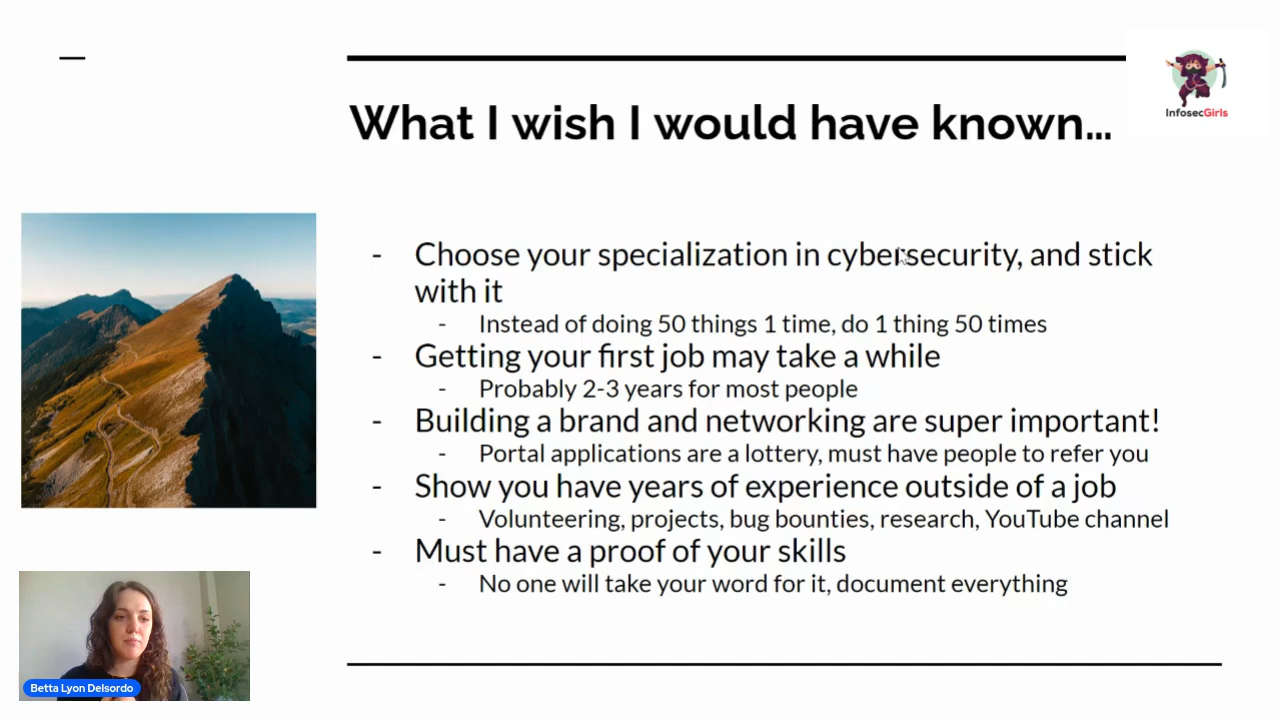 What I wish I would have known...
InfosecGirls
- Choose your specialization in cybersecurity, and stick
with it
- Instead of doing 50 things 1 time, do 1 thing 50 times
- Getting your first job may take a while
- Probably 2-3 years for most people
- Building a brand and networking are super important!
- Portal applications are a lottery, must have people to refer you
- Show you have years of experience outside of a job
- Volunteering, projects, bug bounties, research, YouTube channel
- Must have a proof of your skills
- No one will take your word for it, document everything
Betta Lyon Delsordo